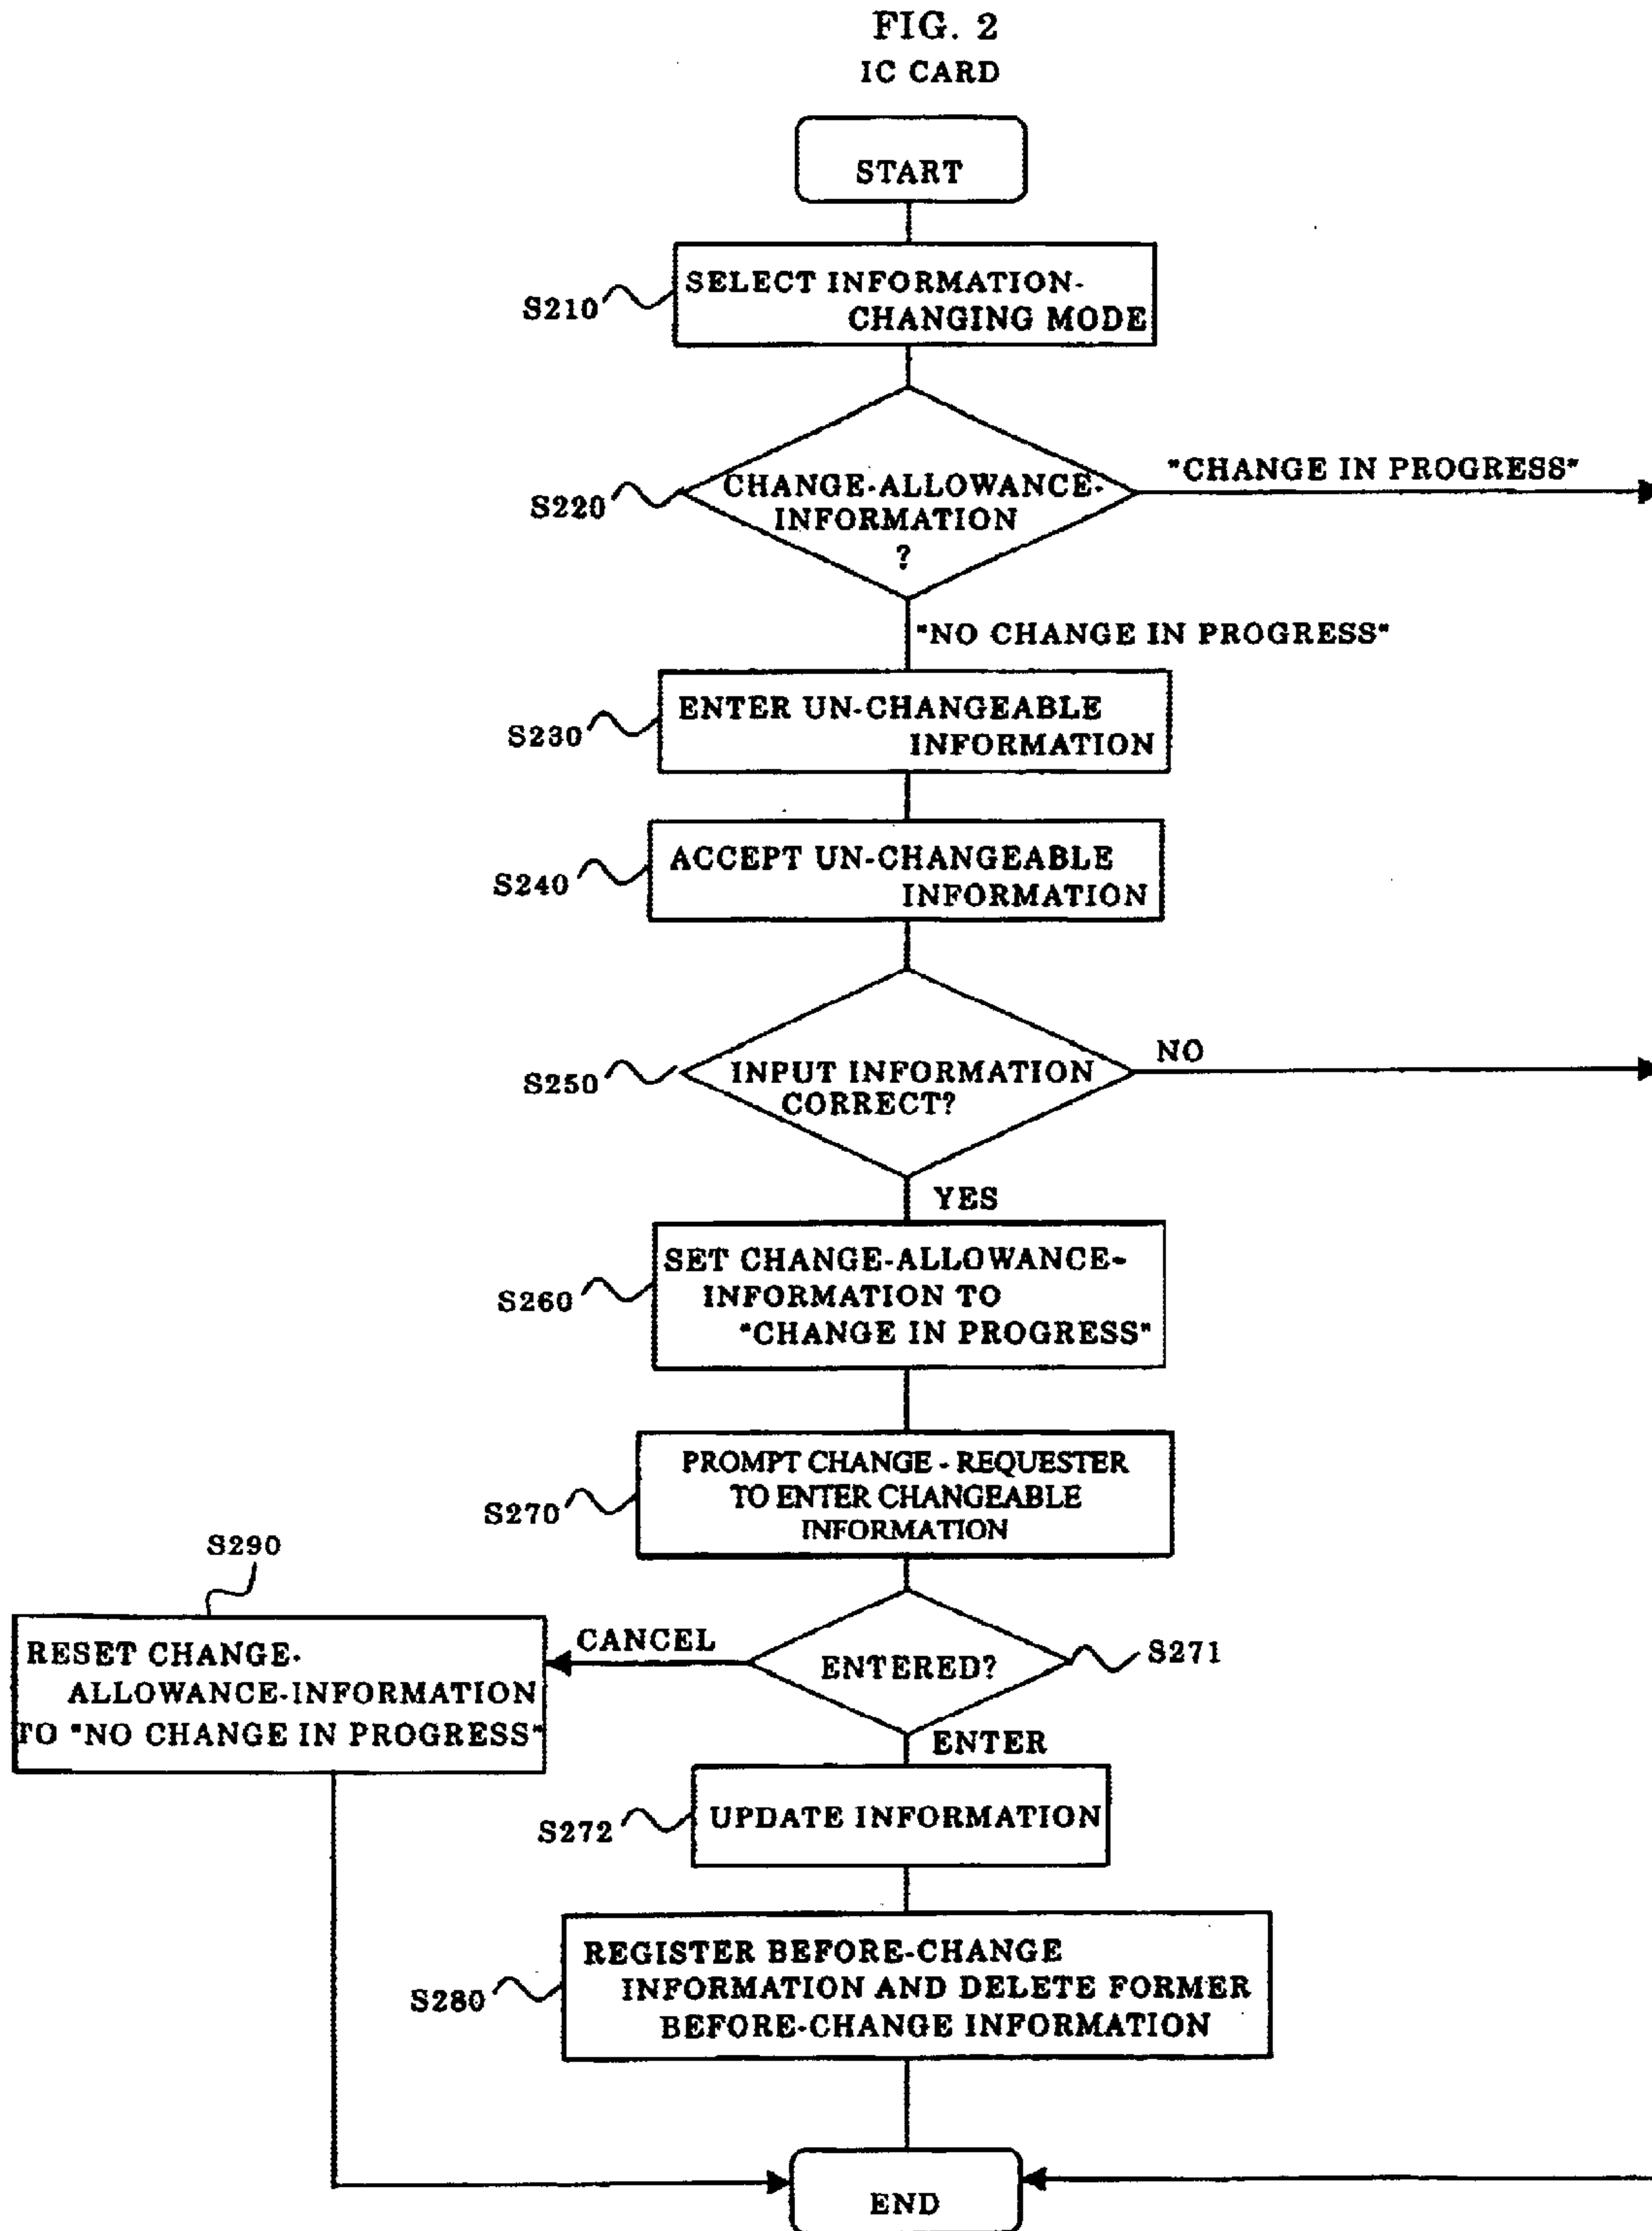 FIG. 2
IC CARD
START
S210
SELECT INFORMATION-
CHANGING MODE
S220
CHANGE-ALLOWANCE-
INFORMATION
?
"CHANGE IN PROGRESS"
"NO CHANGE IN PROGRESS"
S230
ENTER UN-CHANGEABLE
INFORMATION
S240
ACCEPT UN-CHANGEABLE
INFORMATION
S250
INPUT INFORMATION
CORRECT?
NO
YES
S260
SET CHANGE-ALLOWANCE-
INFORMATION TO
"CHANGE IN PROGRESS"
S270
PROMPT CHANGE - REQUESTER
TO ENTER CHANGEABLE
INFORMATION
S290
RESET CHANGE-
ALLOWANCE-INFORMATION
TO "NO CHANGE IN PROGRESS"
CANCEL
ENTERED?
S271
ENTER
S272
UPDATE INFORMATION
S280
REGISTER BEFORE-CHANGE
INFORMATION AND DELETE FORMER
BEFORE-CHANGE INFORMATION
END